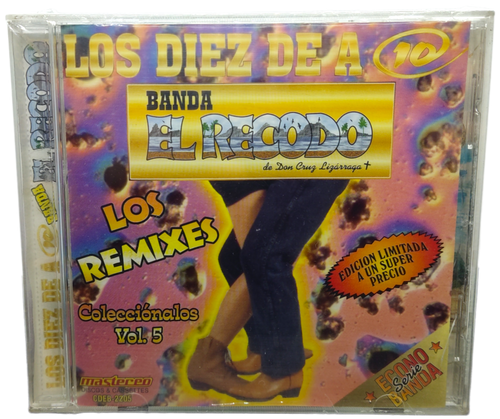 LOS DIEZ DE A 10
BANDA
EL RECODO
de Don Cruz Lizárraga †
LOS
REMIXES
EDICION LIMITADA
A UN SUPER
PRECIO
Colecciónalos
Vol. 5
ECONO
Serie
BANDA
mastercen
LOS DIEZ DE A 10 BANDA EL RECODO